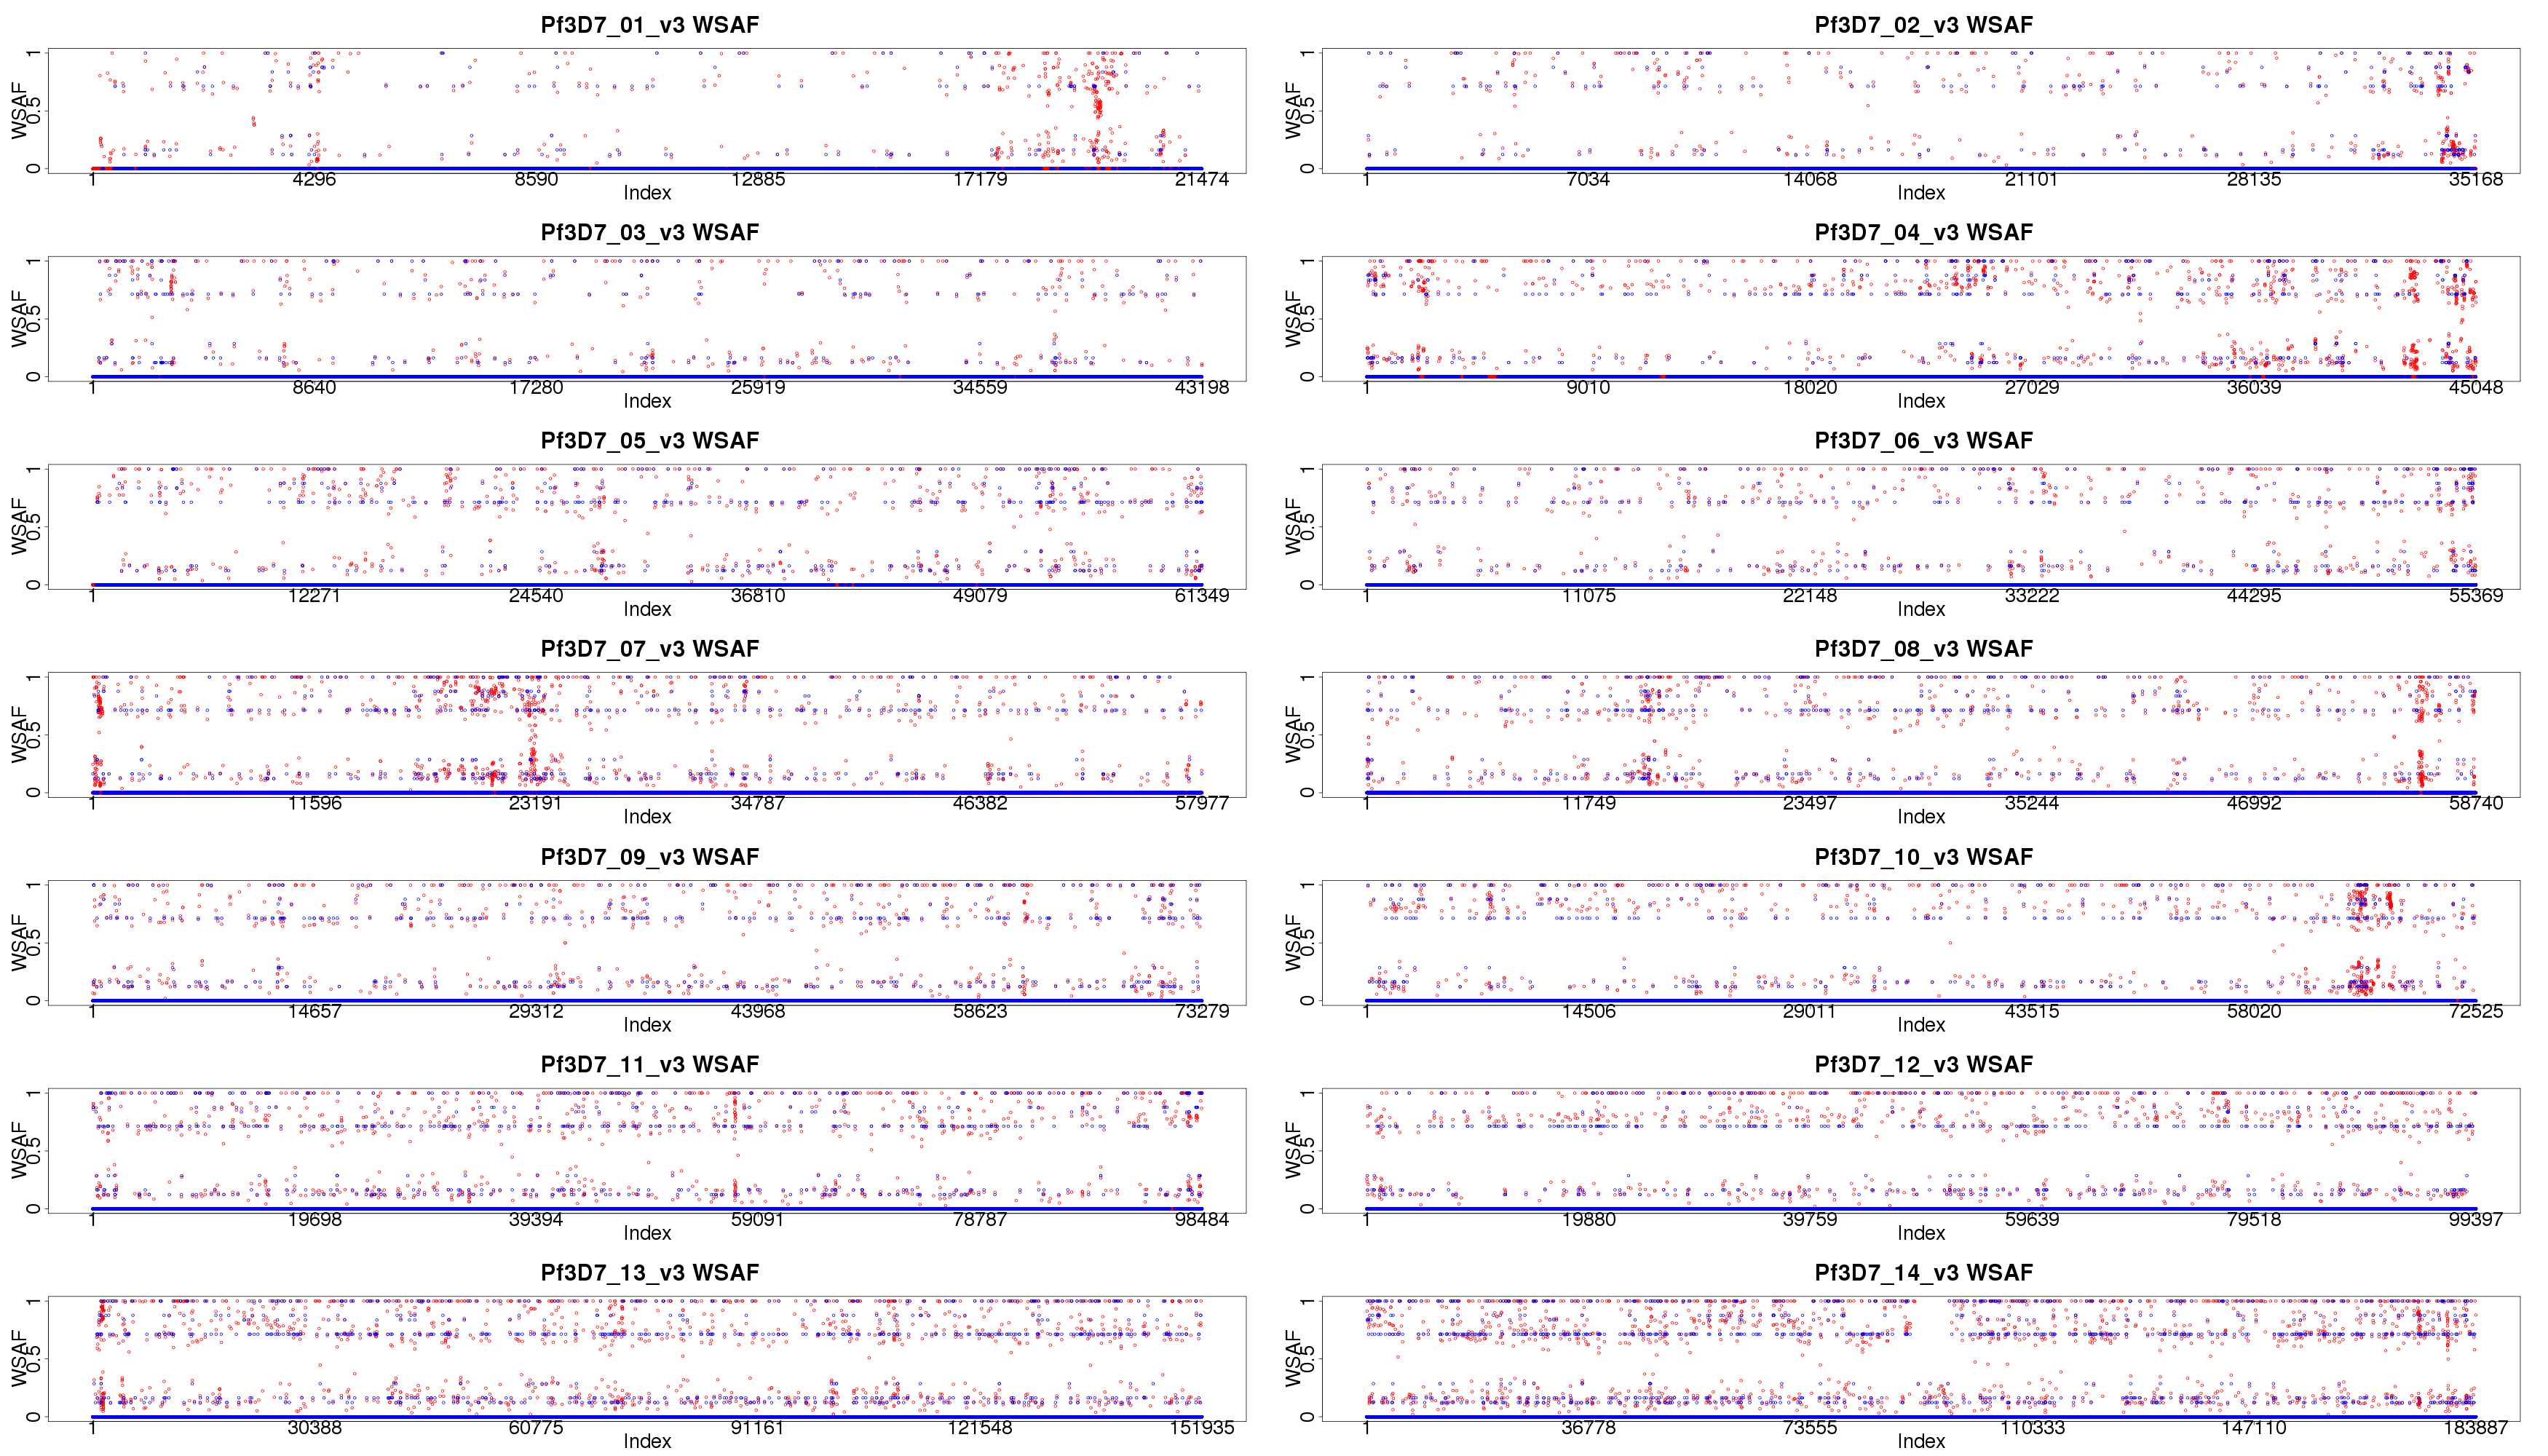 Pf3D7_01_v3 WSAF
WSAF
0 0.5 1
1 4296 8590 12885 17179 21474
Index
Pf3D7_02_v3 WSAF
WSAF
0 0.5 1
1 7034 14068 21101 28135 35168
Index
Pf3D7_03_v3 WSAF
WSAF
0 0.5 1
1 8640 17280 25919 34559 43198
Index
Pf3D7_04_v3 WSAF
WSAF
0 0.5 1
1 9010 18020 27029 36039 45048
Index
Pf3D7_05_v3 WSAF
WSAF
0 0.5 1
1 12271 24540 36810 49079 61349
Index
Pf3D7_06_v3 WSAF
WSAF
0 0.5 1
1 11075 22148 33222 44295 55369
Index
Pf3D7_07_v3 WSAF
WSAF
0 0.5 1
1 11596 23191 34787 46382 57977
Index
Pf3D7_08_v3 WSAF
WSAF
0 0.5 1
1 11749 23497 35244 46992 58740
Index
Pf3D7_09_v3 WSAF
WSAF
0 0.5 1
1 14657 29312 43968 58623 73279
Index
Pf3D7_10_v3 WSAF
WSAF
0 0.5 1
1 14506 29011 43515 58020 72525
Index
Pf3D7_11_v3 WSAF
WSAF
0 0.5 1
1 19698 39394 59091 78787 98484
Index
Pf3D7_12_v3 WSAF
WSAF
0 0.5 1
1 19880 39759 59639 79518 99397
Index
Pf3D7_13_v3 WSAF
WSAF
0 0.5 1
1 30388 60775 91161 121548 151935
Index
Pf3D7_14_v3 WSAF
WSAF
0 0.5 1
1 36778 73555 110333 147110 183887
Index